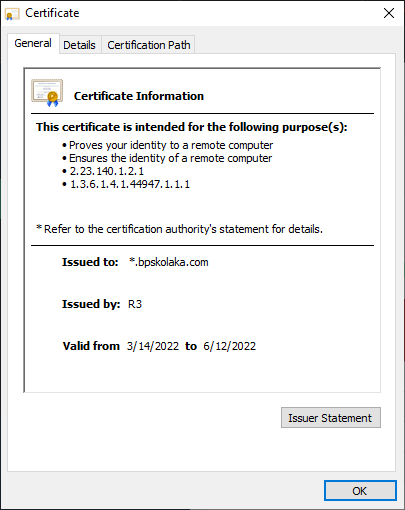 Certificate
General
Details
Certification Path
Certificate Information
This certificate is intended for the following purpose(s):
• Proves your identity to a remote computer
• Ensures the identity of a remote computer
• 2.23.140.1.2.1
• 1.3.6.1.4.1.44947.1.1.1
* Refer to the certification authority's statement for details.
Issued to: *.bpskolaka.com
Issued by: R3
Valid from 3/14/2022 to 6/12/2022
Issuer Statement
OK